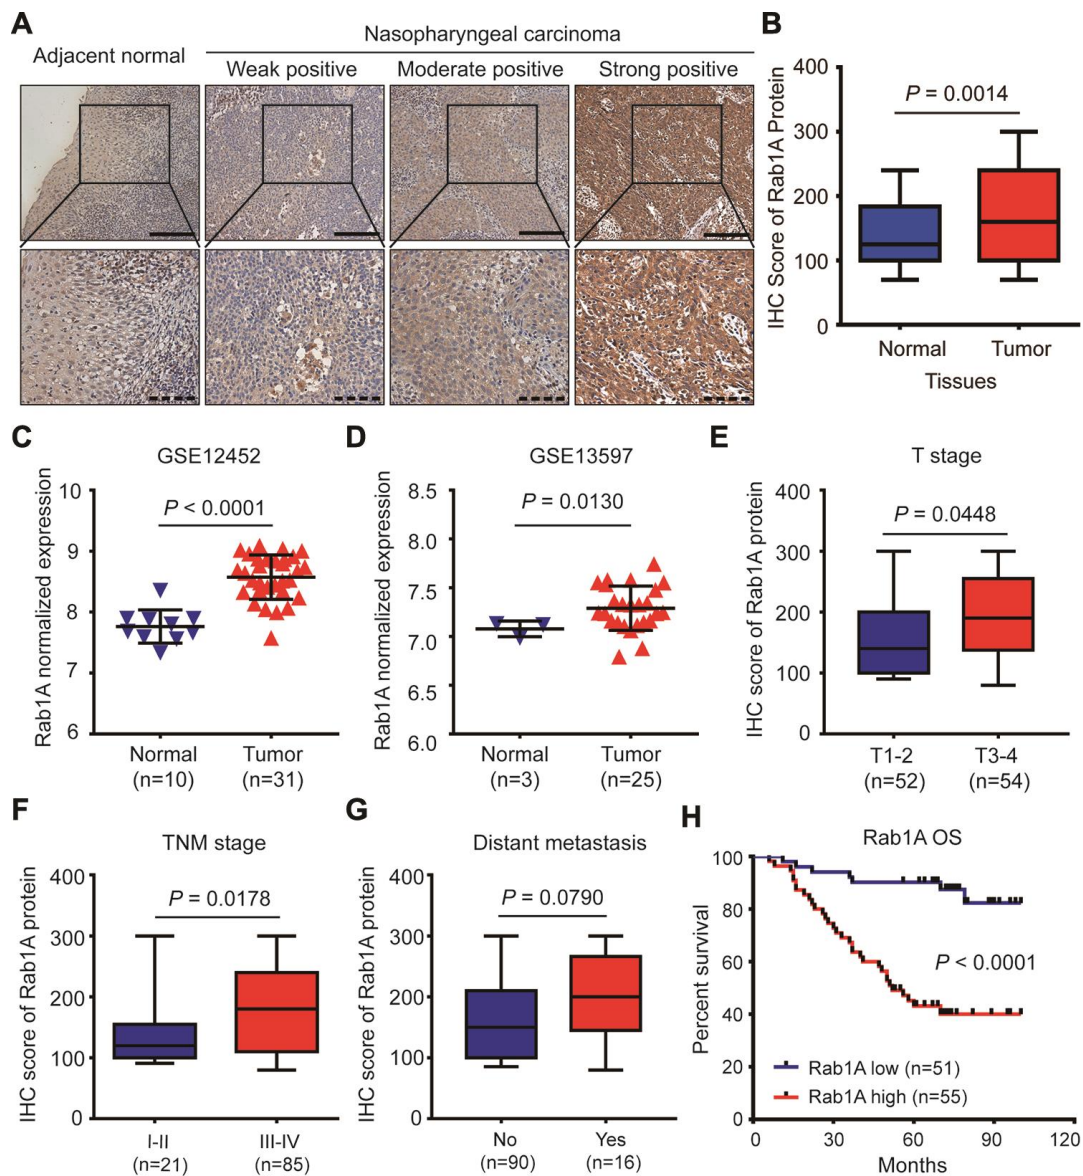 A
Nasopharyngeal carcinoma
Adjacent normal
Weak positive
Moderate positive
Strong positive
B
IHC Score of Rab1A Protein
400
300
200
100
0
P = 0.0014
Normal
Tumor
Tissues
C
GSE12452
Rab1A normalized expression
10
9
8
7
6
P < 0.0001
Normal
(n=10)
Tumor
(n=31)
D
GSE13597
Rab1A normalized expression
8.5
8.0
7.5
7.0
6.5
6.0
P = 0.0130
Normal
(n=3)
Tumor
(n=25)
E
T stage
IHC score of Rab1A protein
400
300
200
100
0
P = 0.0448
T1-2
(n=52)
T3-4
(n=54)
F
TNM stage
IHC score of Rab1A protein
400
300
200
100
0
P = 0.0178
I-II
(n=21)
III-IV
(n=85)
G
Distant metastasis
IHC score of Rab1A protein
400
300
200
100
0
P = 0.0790
No
(n=90)
Yes
(n=16)
H
Rab1A OS
Percent survival
100
80
60
40
20
0
P < 0.0001
Rab1A low (n=51)
Rab1A high (n=55)
0
30
60
90
120
Months